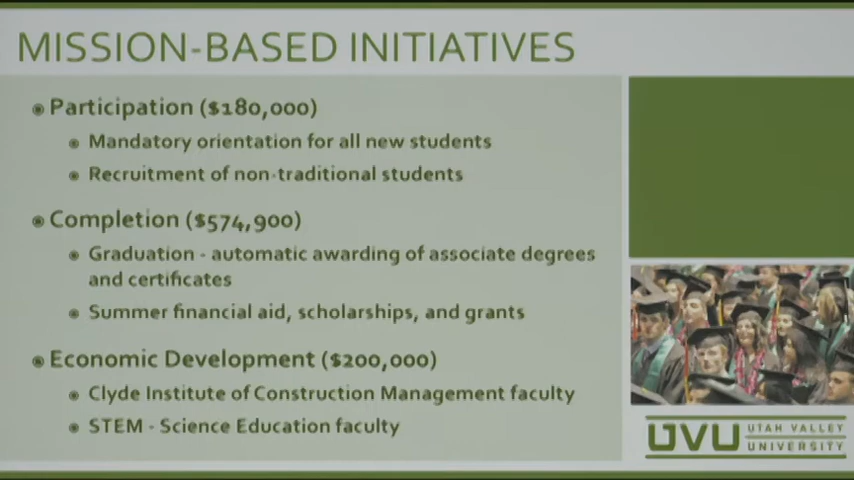 MISSION-BASED INITIATIVES
Participation ($180,000)
Mandatory orientation for all new students
Recruitment of non-traditional students
Completion ($574,900)
Graduation - automatic awarding of associate degrees
and certificates
Summer financial aid, scholarships, and grants
Economic Development ($200,000)
Clyde Institute of Construction Management faculty
STEM - Science Education faculty
UVU UTAH VALLEY
UNIVERSITY